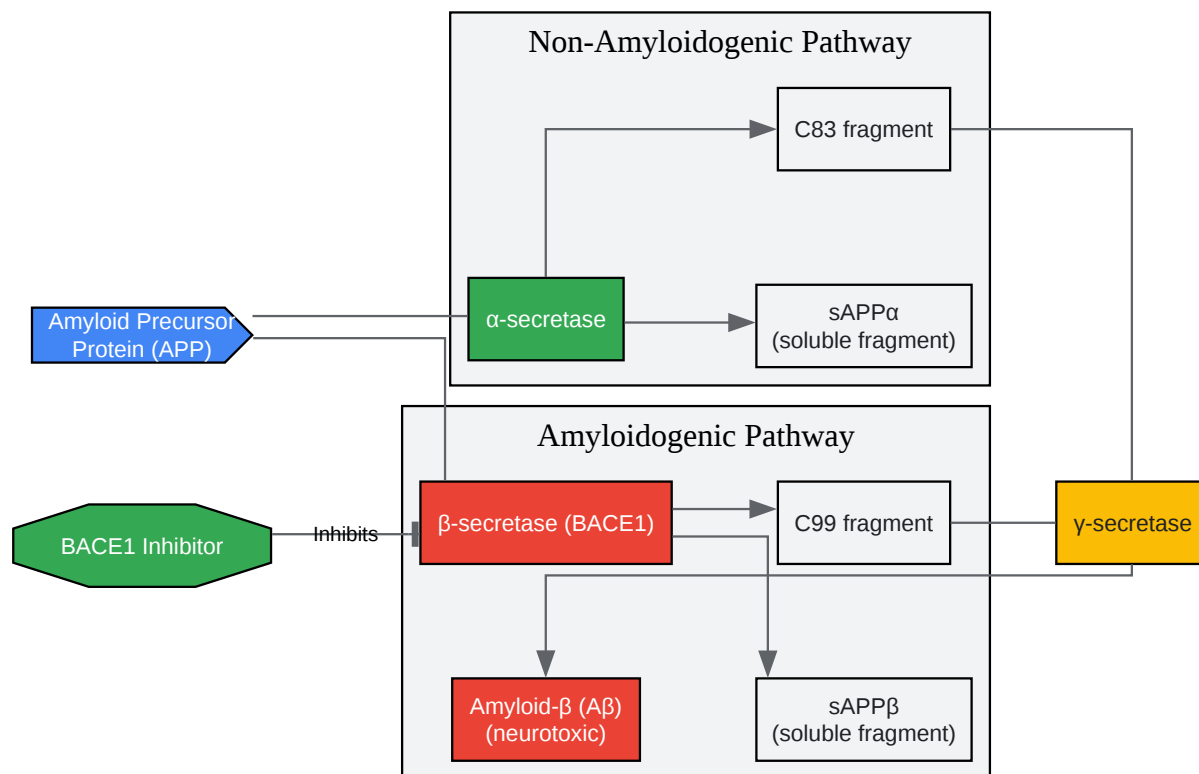 Non-Amyloidogenic Pathway
C83 fragment
α-secretase
sAPPα
(soluble fragment)
Amyloid Precursor
Protein (APP)
Amyloidogenic Pathway
β-secretase (BACE1)
C99 fragment
γ-secretase
BACE1 Inhibitor
Inhibits
Amyloid-β (Aβ)
(neurotoxic)
sAPPβ
(soluble fragment)